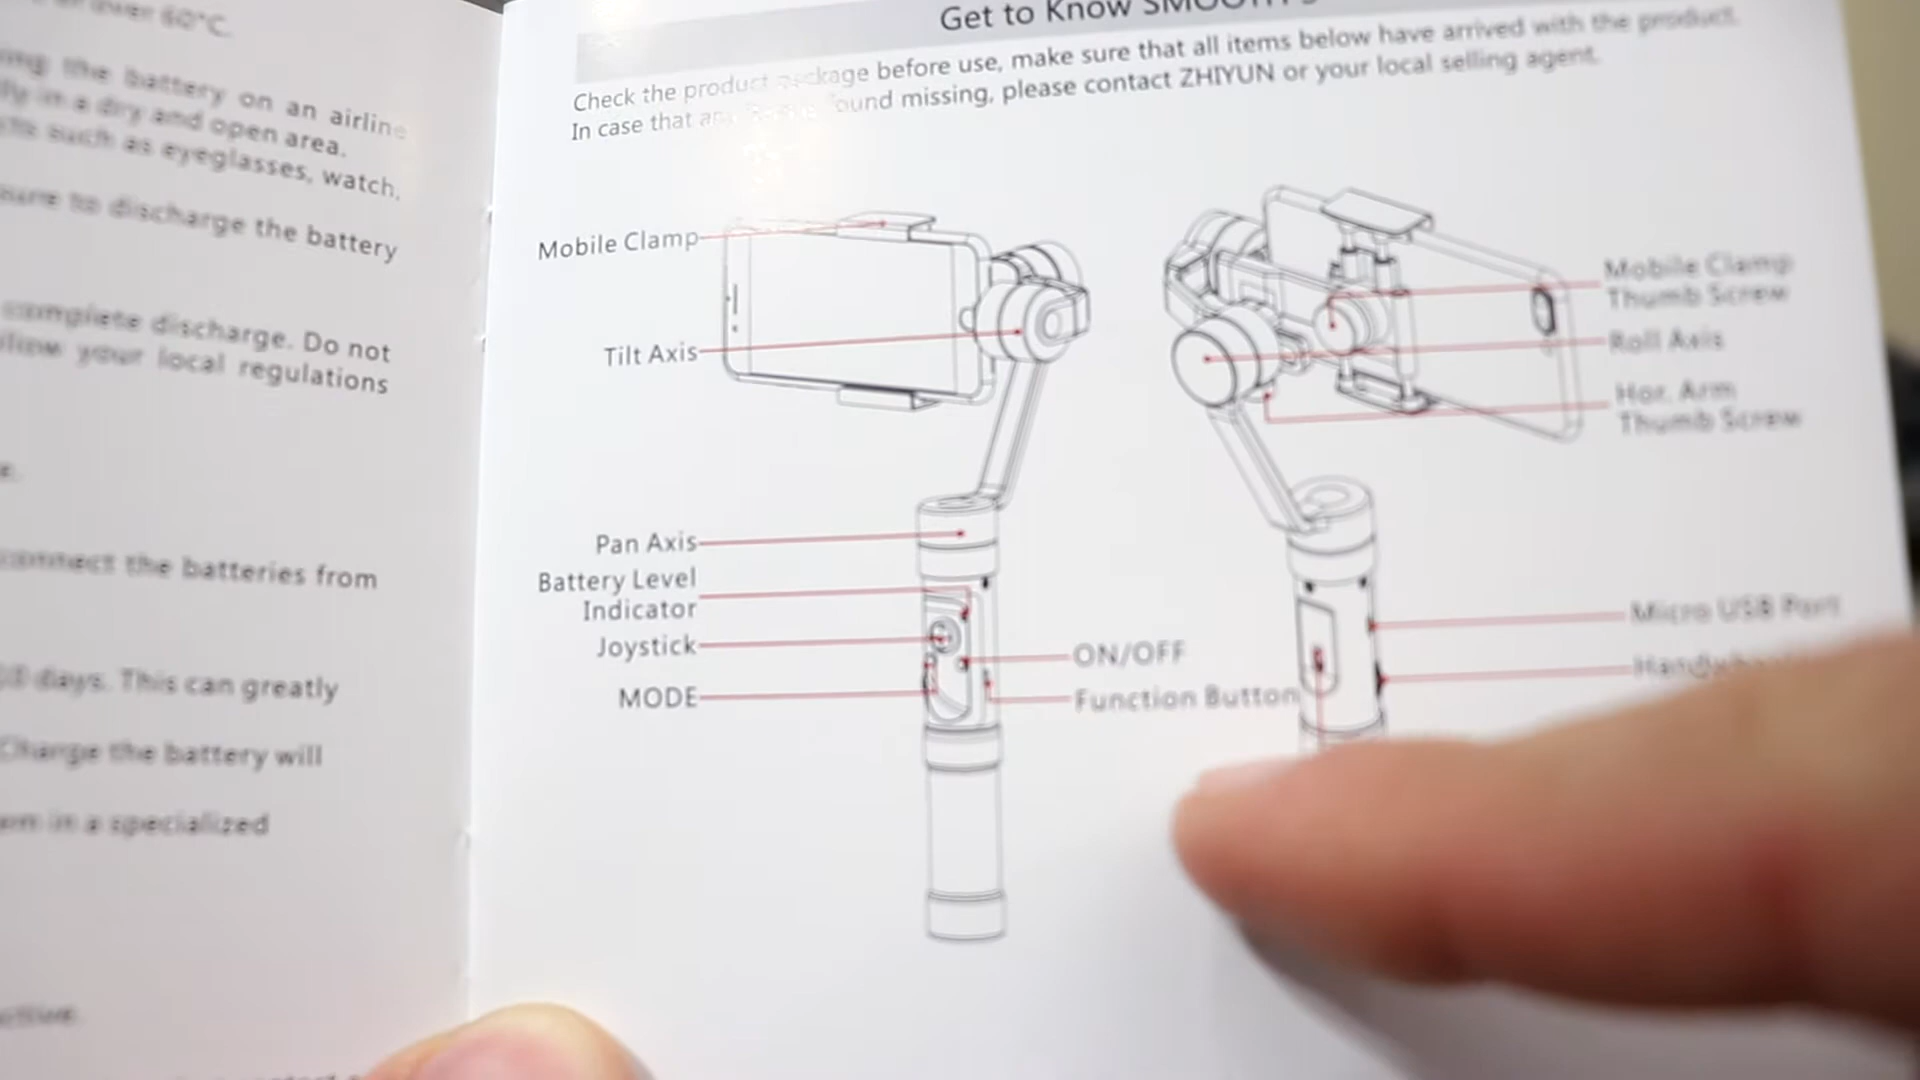 60°C.
the battery on an airline
in a dry and open area.
such as eyeglasses, watch,
to discharge the battery
complete discharge. Do not
your local regulations
connect the batteries from
days. This can greatly
Charge the battery will
in a specialized
Get to Know
Check the product package before use, make sure that all items below have arrived with the product.
In case that found missing, please contact ZHIYUN or your local selling agent.
Mobile Clamp
Tilt Axis
Pan Axis
Battery Level
Indicator
Joystick
MODE
ON/OFF
Function Button
Mobile Clamp
Thumb Screw
Roll Axis
Hor. Arm
Thumb Screw
Micro USB Port